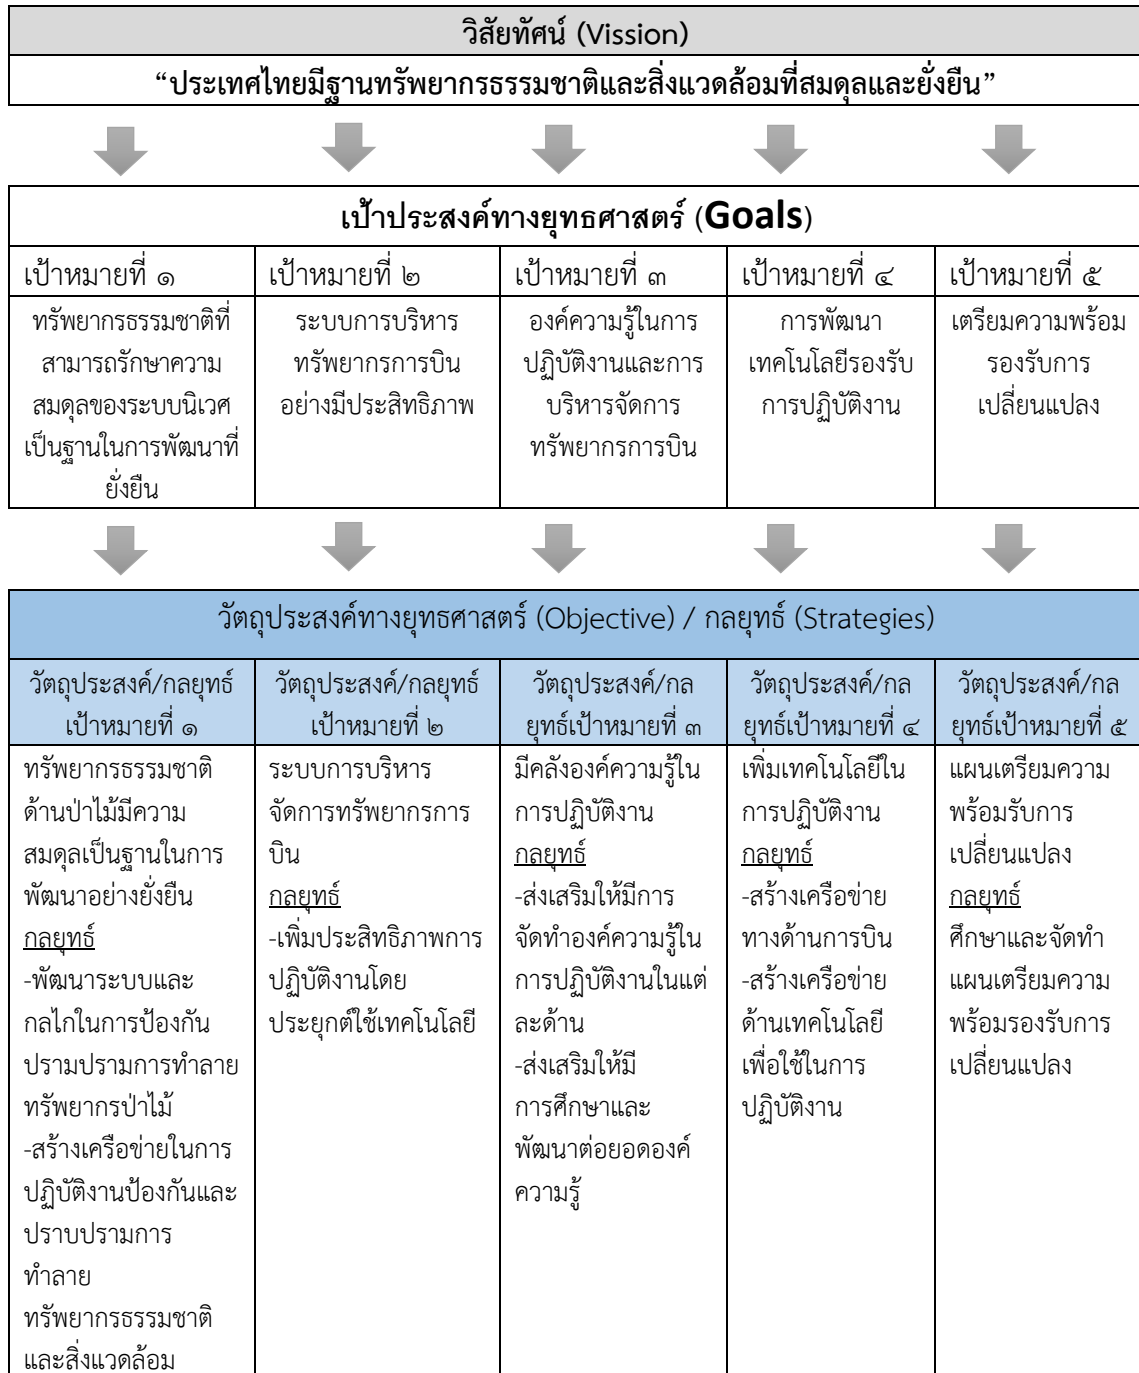 วิสัยทัศน์ (Vission)
“ประเทศไทยมีฐานทรัพยากรธรรมชาติและสิ่งแวดล้อมที่สมดุลและยั่งยืน”
เป้าประสงค์ทางยุทธศาสตร์ (Goals)
เป้าหมายที่ ๑
ทรัพยากรธรรมชาติที่
สามารถรักษาความ
สมดุลของระบบนิเวศ
เป็นฐานในการพัฒนาที่
ยั่งยืน
เป้าหมายที่ ๒
ระบบการบริหาร
ทรัพยากรการบิน
อย่างมีประสิทธิภาพ
เป้าหมายที่ ๓
องค์ความรู้ในการ
ปฏิบัติงานและการ
บริหารจัดการ
ทรัพยากรการบิน
เป้าหมายที่ ๔
การพัฒนา
เทคโนโลยีรองรับ
การปฏิบัติงาน
เป้าหมายที่ ๕
เตรียมความพร้อม
รองรับการ
เปลี่ยนแปลง
วัตถุประสงค์ทางยุทธศาสตร์ (Objective) / กลยุทธ์ (Strategies)
วัตถุประสงค์/กลยุทธ์
เป้าหมายที่ ๑
ทรัพยากรธรรมชาติ
ด้านป่าไม้มีความ
สมดุลเป็นฐานในการ
พัฒนาอย่างยั่งยืน
กลยุทธ์
-พัฒนาระบบและ
กลไกในการป้องกัน
ปรามปรามการทำลาย
ทรัพยากรป่าไม้
-สร้างเครือข่ายในการ
ปฏิบัติงานป้องกันและ
ปราบปรามการ
ทำลาย
ทรัพยากรธรรมชาติ
และสิ่งแวดล้อม
วัตถุประสงค์/กลยุทธ์
เป้าหมายที่ ๒
ระบบการบริหาร
จัดการทรัพยากรการ
บิน
กลยุทธ์
-เพิ่มประสิทธิภาพการ
ปฏิบัติงานโดย
ประยุกต์ใช้เทคโนโลยี
วัตถุประสงค์/กล
ยุทธ์เป้าหมายที่ ๓
มีคลังองค์ความรู้ใน
การปฏิบัติงาน
กลยุทธ์
-ส่งเสริมให้มีการ
จัดทำองค์ความรู้ใน
การปฏิบัติงานในแต่
ละด้าน
-ส่งเสริมให้มี
การศึกษาและ
พัฒนาต่อยอดองค์
ความรู้
วัตถุประสงค์/กล
ยุทธ์เป้าหมายที่ ๔
เพิ่มเทคโนโลยีใน
การปฏิบัติงาน
กลยุทธ์
-สร้างเครือข่าย
ทางด้านการบิน
-สร้างเครือข่าย
ด้านเทคโนโลยี
เพื่อใช้ในการ
ปฏิบัติงาน
วัตถุประสงค์/กล
ยุทธ์เป้าหมายที่ ๕
แผนเตรียมความ
พร้อมรับการ
เปลี่ยนแปลง
กลยุทธ์
ศึกษาและจัดทำ
แผนเตรียมความ
พร้อมรองรับการ
เปลี่ยนแปลง